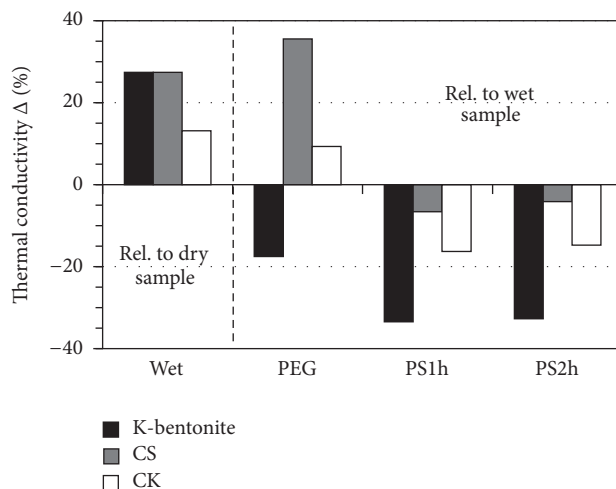 40
20
0
−20
−40
Thermal conductivity Δ (%)
Rel. to wet
sample
Rel. to dry
sample
Wet
PEG
PS1h
PS2h
K-bentonite
CS
CK